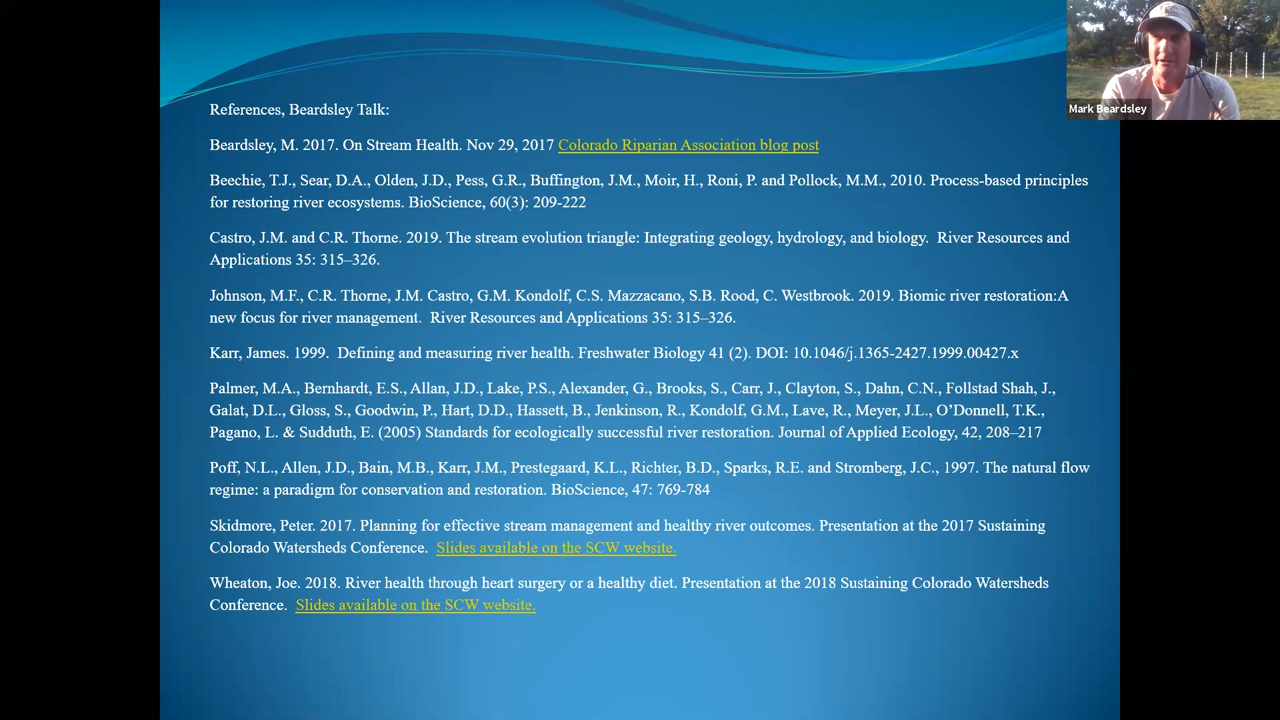 References, Beardsley Talk:
Beardsley, M. 2017. On Stream Health. Nov 29, 2017 Colorado Riparian Association blog post
Beechie, T.J., Sear, D.A., Olden, J.D., Pess, G.R., Buffington, J.M., Moir, H., Roni, P. and Pollock, M.M., 2010. Process-based principles
for restoring river ecosystems. BioScience, 60(3): 209-222
Castro, J.M. and C.R. Thorne. 2019. The stream evolution triangle: Integrating geology, hydrology, and biology. River Resources and
Applications 35: 315–326.
Johnson, M.F., C.R. Thorne, J.M. Castro, G.M. Kondolf, C.S. Mazzacano, S.B. Rood, C. Westbrook. 2019. Biomic river restoration:A
new focus for river management. River Resources and Applications 35: 315–326.
Karr, James. 1999. Defining and measuring river health. Freshwater Biology 41 (2). DOI: 10.1046/j.1365-2427.1999.00427.x
Palmer, M.A., Bernhardt, E.S., Allan, J.D., Lake, P.S., Alexander, G., Brooks, S., Carr, J., Clayton, S., Dahn, C.N., Follstad Shah, J.,
Galat, D.L., Gloss, S., Goodwin, P., Hart, D.D., Hassett, B., Jenkinson, R., Kondolf, G.M., Lave, R., Meyer, J.L., O’Donnell, T.K.,
Pagano, L. & Sudduth, E. (2005) Standards for ecologically successful river restoration. Journal of Applied Ecology, 42, 208–217
Poff, N.L., Allen, J.D., Bain, M.B., Karr, J.M., Prestegaard, K.L., Richter, B.D., Sparks, R.E. and Stromberg, J.C., 1997. The natural flow
regime: a paradigm for conservation and restoration. BioScience, 47: 769-784
Skidmore, Peter. 2017. Planning for effective stream management and healthy river outcomes. Presentation at the 2017 Sustaining
Colorado Watersheds Conference. Slides available on the SCW website.
Wheaton, Joe. 2018. River health through heart surgery or a healthy diet. Presentation at the 2018 Sustaining Colorado Watersheds
Conference. Slides available on the SCW website.
Mark Beardsley